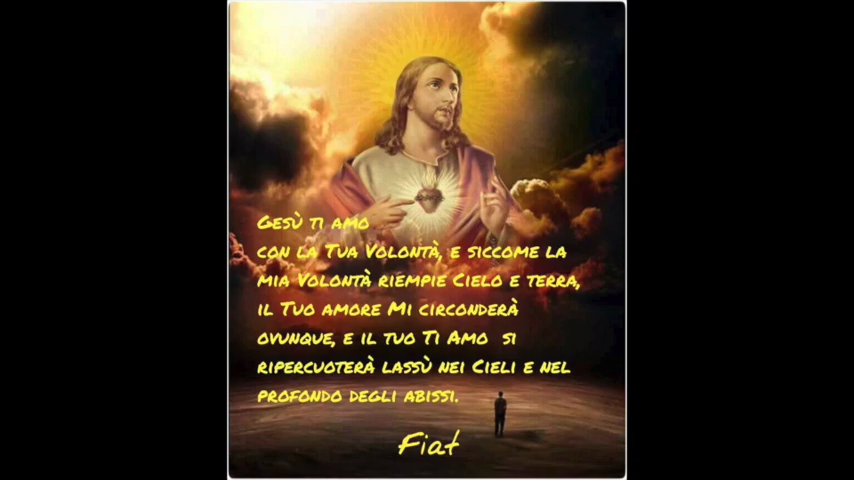 Gesù ti amo
con la Tua Volontà, e siccome la
mia Volontà riempie Cielo e terra,
il Tuo amore Mi circonderà
ovunque, e il tuo Ti Amo si
ripercuoterà lassù nei Cieli e nel
profondo degli abissi.
Fiat